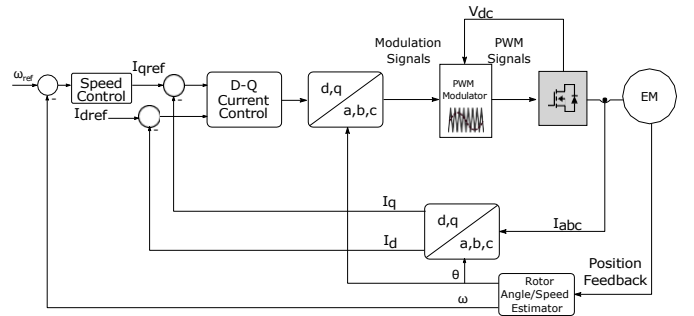 Vdc
Modulation
Signals
PWM
Signals
ωref
Iqref
Speed
Control
-
-
Idref
-
D-Q
Current
Control
d,q
a,b,c
PWM
Modulator
EM
Iq
Id
d,q
a,b,c
Iabc
θ
ω
Rotor
Angle/Speed
Estimator
Position
Feedback